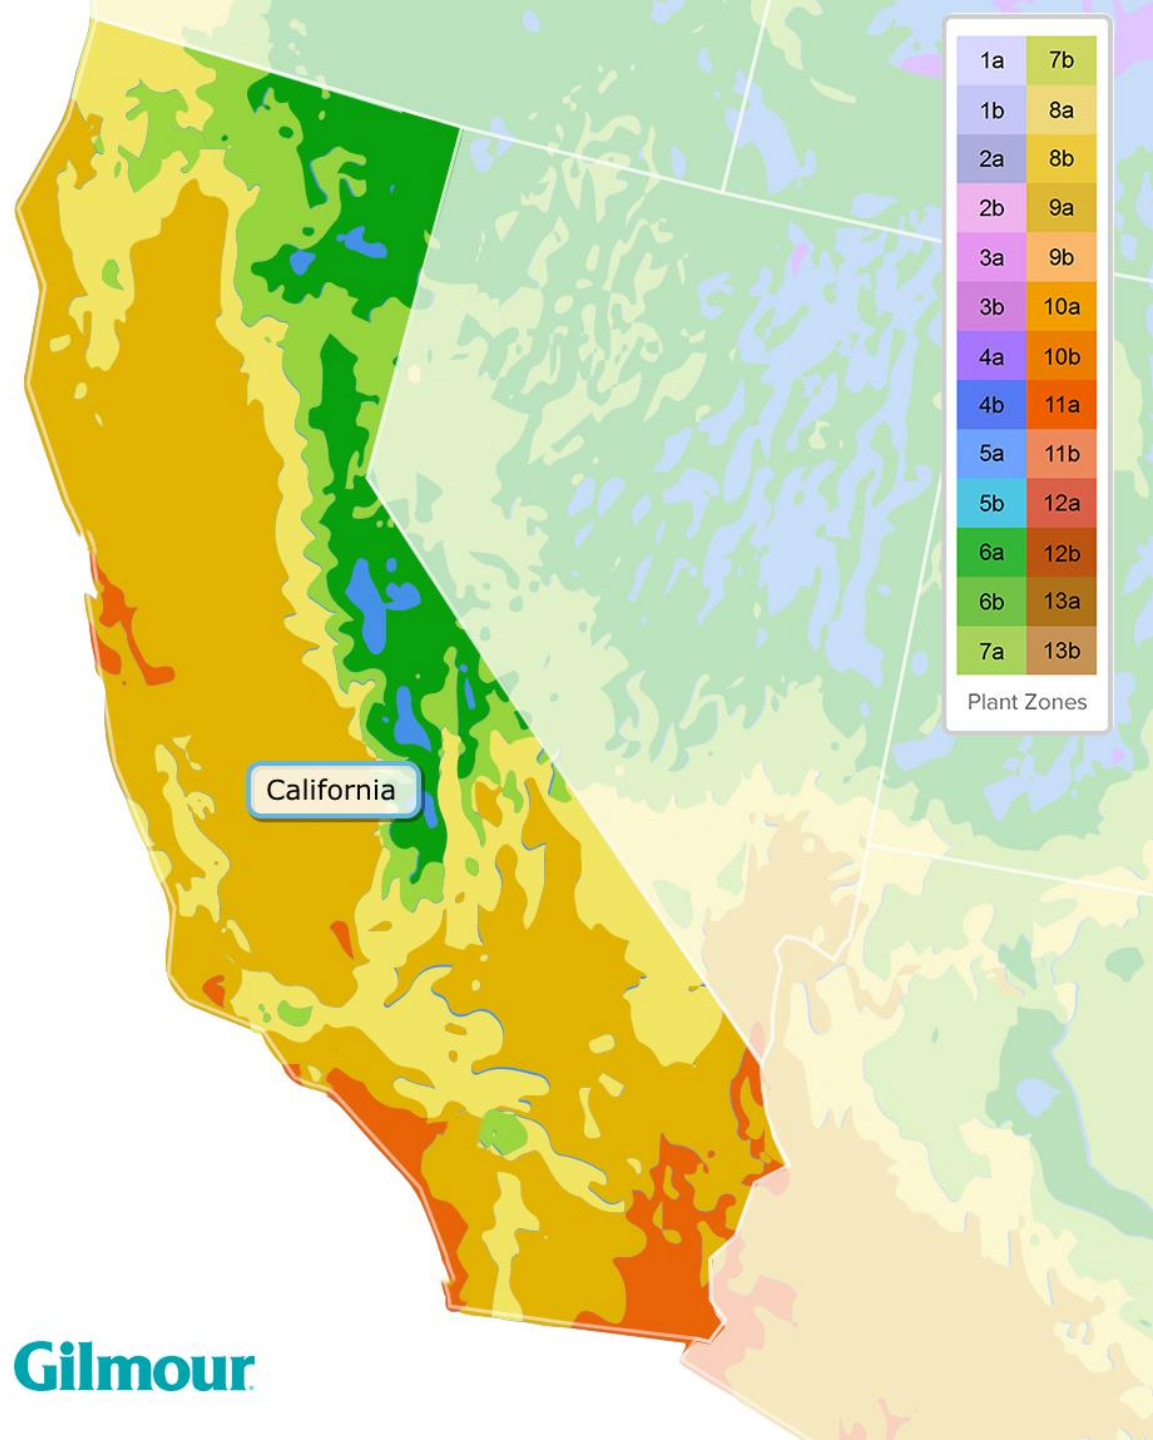 1a 7b
1b 8a
2a 8b
2b 9a
3a 9b
3b 10a
4a 10b
4b 11a
5a 11b
5b 12a
6a 12b
6b 13a
7a 13b
Plant Zones
California
Gilmour